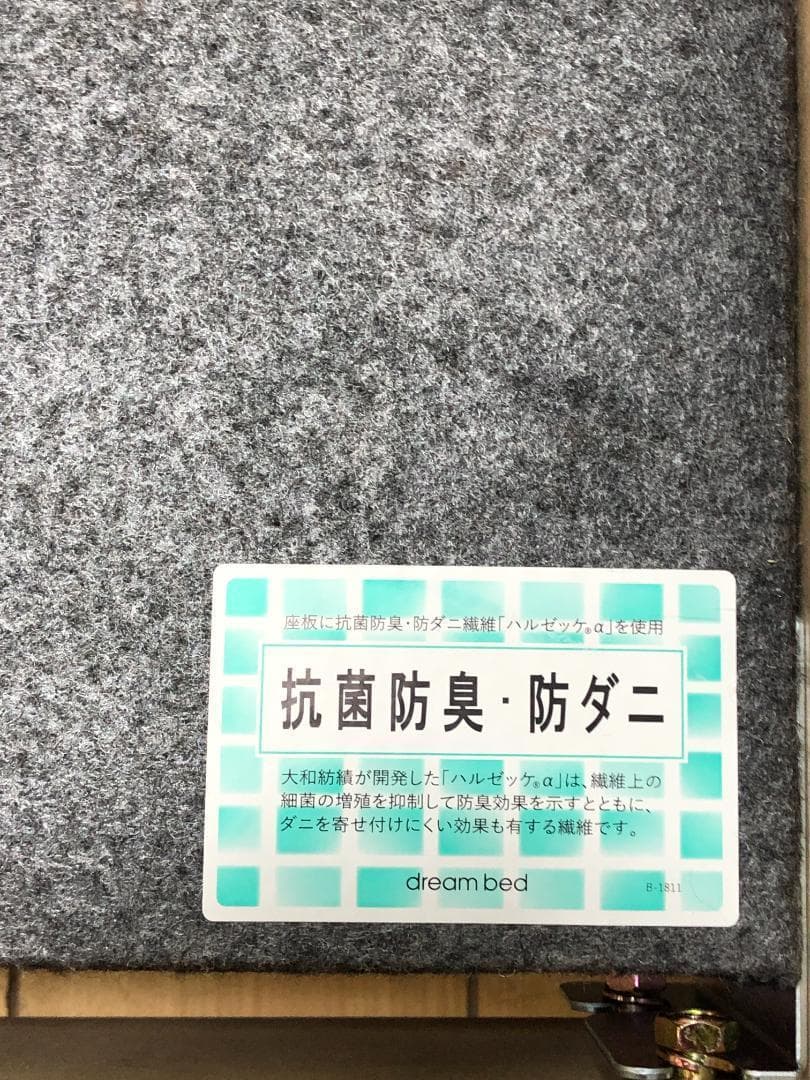 座板に抗菌防臭・防ダニ繊維「ハルゼッケ®α」を使用
抗菌防臭・防ダニ
大和紡績が開発した「ハルゼッケ®α」は、繊維上の
細菌の増殖を抑制して防臭効果を示すとともに、
ダニを寄せ付けにくい効果も有する繊維です。
dream bed
B-1811